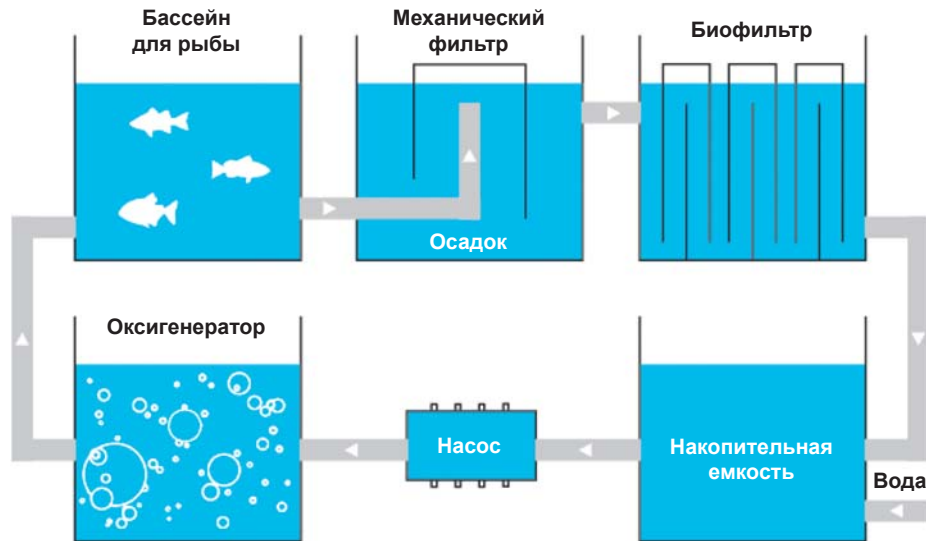 Бассейн
для рыбы
Механический
фильтр
Биофильтр
Осадок
Оксигенератор
Насос
Накопительная
емкость
Вода